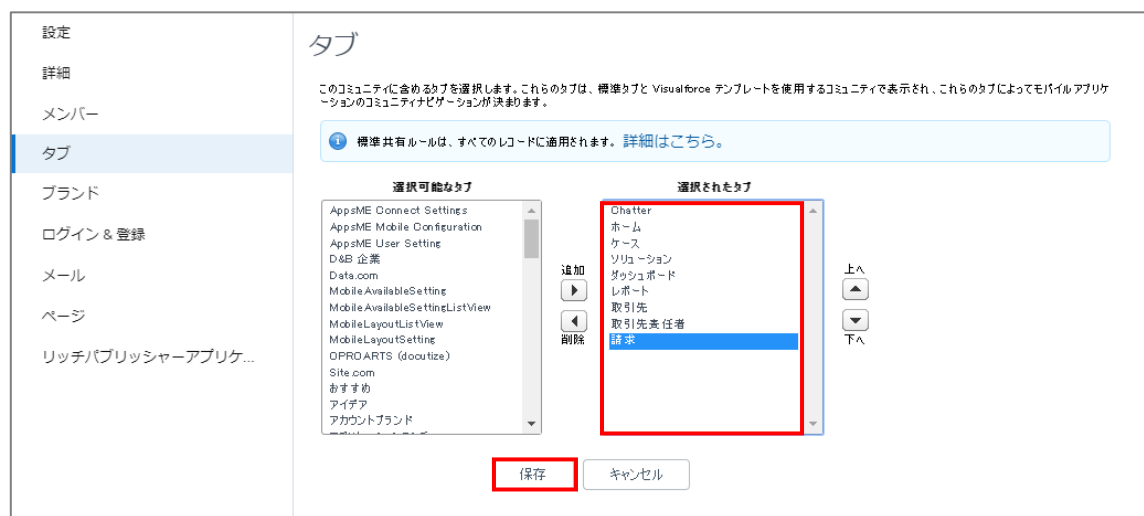 設定
詳細
メンバー
タブ
ブランド
ログイン & 登録
メール
ページ
リッチパブリッシャーアプリケ...
タブ
このコミュニティに含めるタブを選択します。これらのタブは、標準タブと Visualforce テンプレートを使用するコミュニティで表示され、これらのタブによってモバイル アプリケ
ーションのコミュニティナビゲーションが決まります。
標準共有ルールは、すべてのレコードに適用されます。 詳細はこちら。
選択可能なタブ
AppsME Connect Settings
AppsME Mobile Configuration
AppsME User Setting
D&B 企業
Data.com
MobileAvailableSetting
MobileAvailableSettingListView
MobileLayoutListView
MobileLayoutSetting
OPROARTS (docutize)
Site.com
おすすめ
アイデア
アカウントブランド
追加
削除
選択されたタブ
Chatter
ホーム
ケース
ソリューション
ダッシュボード
レポート
取引先
取引先責任者
請求
上へ
下へ
保存
キャンセル